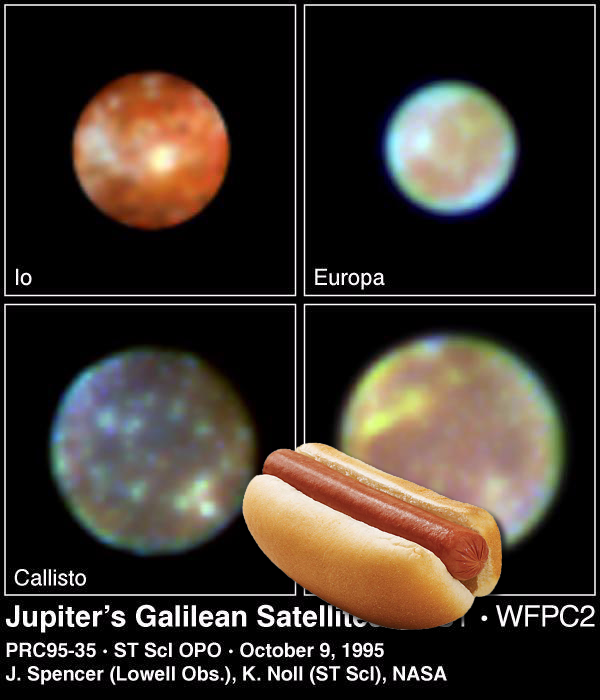 Io
Europa
Callisto
Jupiter's Galilean Satellite • WFPC2
PRC95-35 • ST ScI OPO • October 9, 1995
J. Spencer (Lowell Obs.), K. Noll (ST ScI), NASA